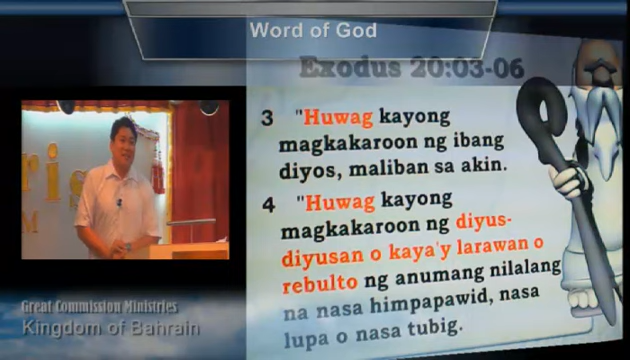 Word of God
Exodus 20:03-06
3 "Huwag kayong
magkakaroon ng ibang
diyos, maliban sa akin.
4 "Huwag kayong
magkakaroon ng diyus-
diyusan o kaya'y larawan o
rebulto ng anumang nilalang
na nasa himpapawid, nasa
lupa o nasa tubig.
Great Commission Ministries
Kingdom of Bahrain